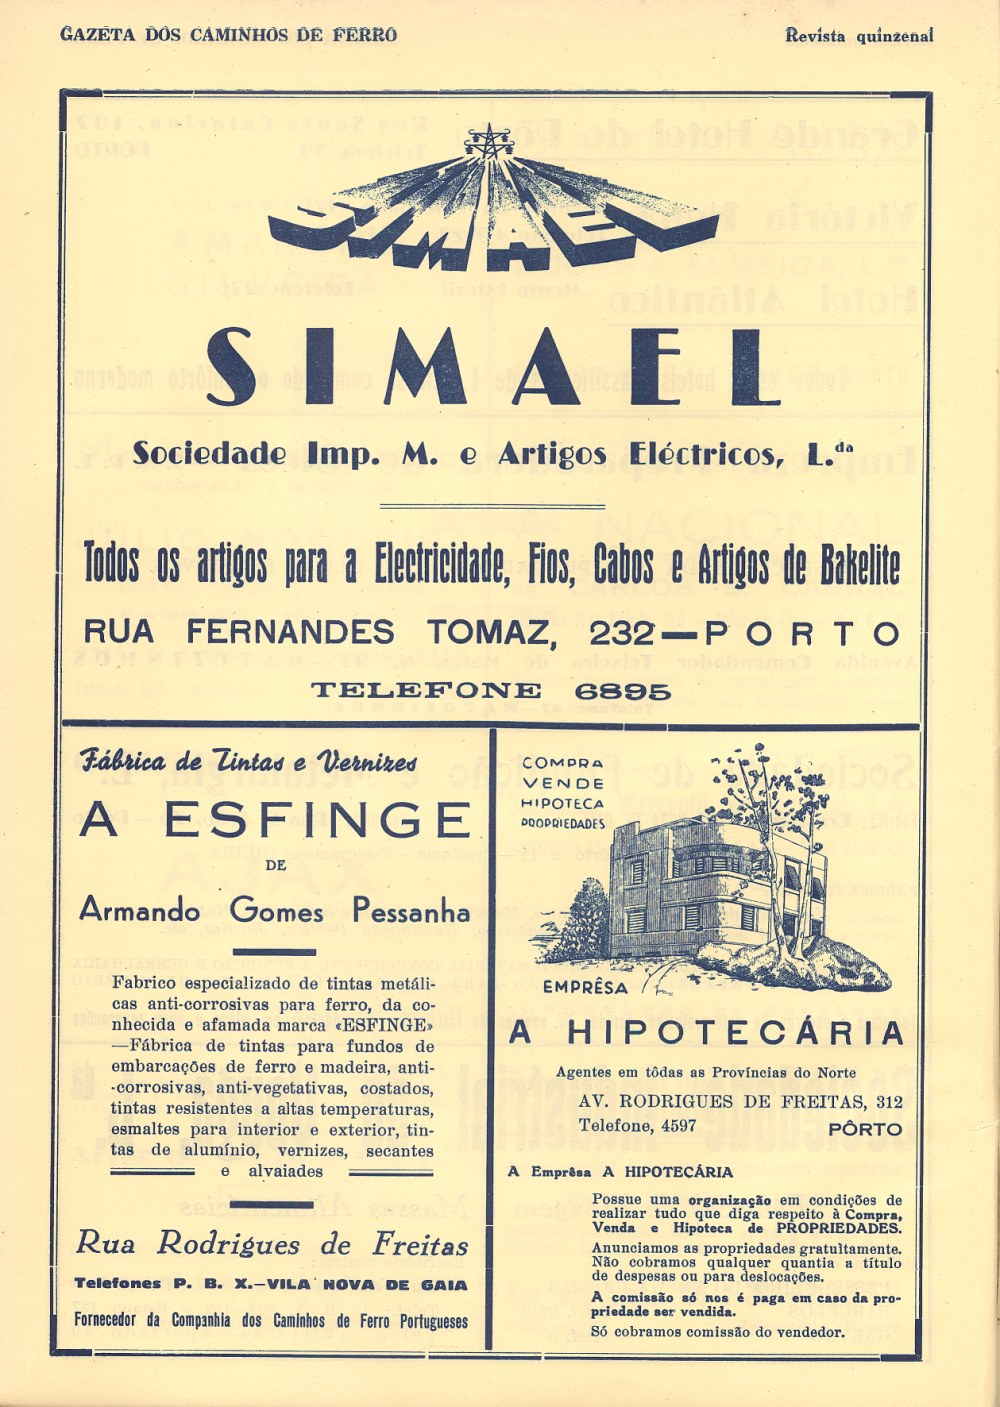 GAZETA DOS CAMINHOS DE FERRO
Revista quinzenal
SIMAEL
SIMAEL
Sociedade Imp. M. e Artigos Eléctricos, L.da
Todos os artigos para a Electricidade, Fios, Cabos e Artigos de Bakelite
RUA FERNANDES TOMAZ, 232—PORTO
TELEFONE 6895
Fábrica de Tintas e Vernizes
A ESFINGE
DE
Armando Gomes Pessanha
Fabrico especializado de tintas metáli-
cas anti-corrosivas para ferro, da co-
nhecida e afamada marca «ESFINGE»
—Fábrica de tintas para fundos de
embarcações de ferro e madeira, anti-
-corrosivas, anti-vegetativas, costados,
tintas resistentes a altas temperaturas,
esmaltes para interior e exterior, tin-
tas de alumínio, vernizes, secantes
e alvaiades
Rua Rodrigues de Freitas
Telefones P. B. X.—VILA NOVA DE GAIA
Fornecedor da Companhia dos Caminhos de Ferro Portugueses
COMPRA
VENDE
HIPOTECA
PROPRIEDADES
EMPRÊSA
A HIPOTECÁRIA
Agentes em tôdas as Províncias do Norte
AV. RODRIGUES DE FREITAS, 312
Telefone, 4597 PÔRTO
A Emprêsa A HIPOTECÁRIA
Possue uma organização em condições de
realizar tudo que diga respeito à Compra,
Venda e Hipoteca de PROPRIEDADES.
Anunciamos as propriedades gratultamente.
Não cobramos qualquer quantia a título
de despesas ou para deslocações.
A comissão só nos é paga em caso da pro-
priedade ser vendida.
Só cobramos comissão do vendedor.